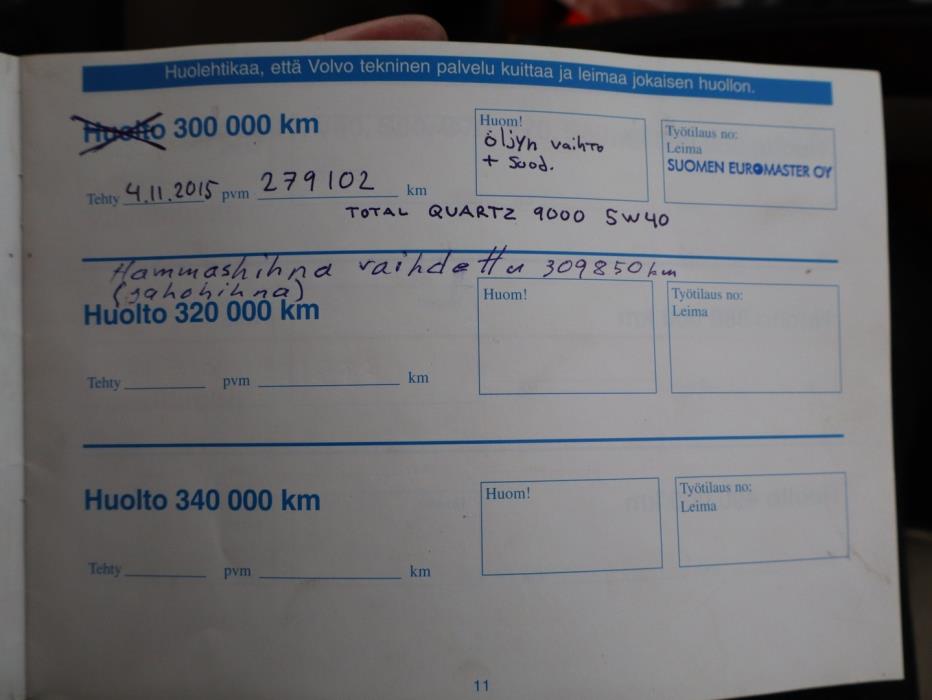 Huolehtikaa, että Volvo tekninen palvelu kuittaa ja leimaa jokaisen huollon.
Huolto 300 000 km
Huom!
öljyn vaihto
+ suod.
Työtilaus no:
Leima
SUOMEN EUROMASTER OY
Tehty 4.11.2015 pvm 279102 km
TOTAL QUARTZ 9000 5W40
Hammashihna vaihdettu 309850 km
(jakohihna)
Huolto 320 000 km
Huom!
Työtilaus no:
Leima
Tehty pvm km
Huolto 340 000 km
Huom!
Työtilaus no:
Leima
Tehty pvm km
11